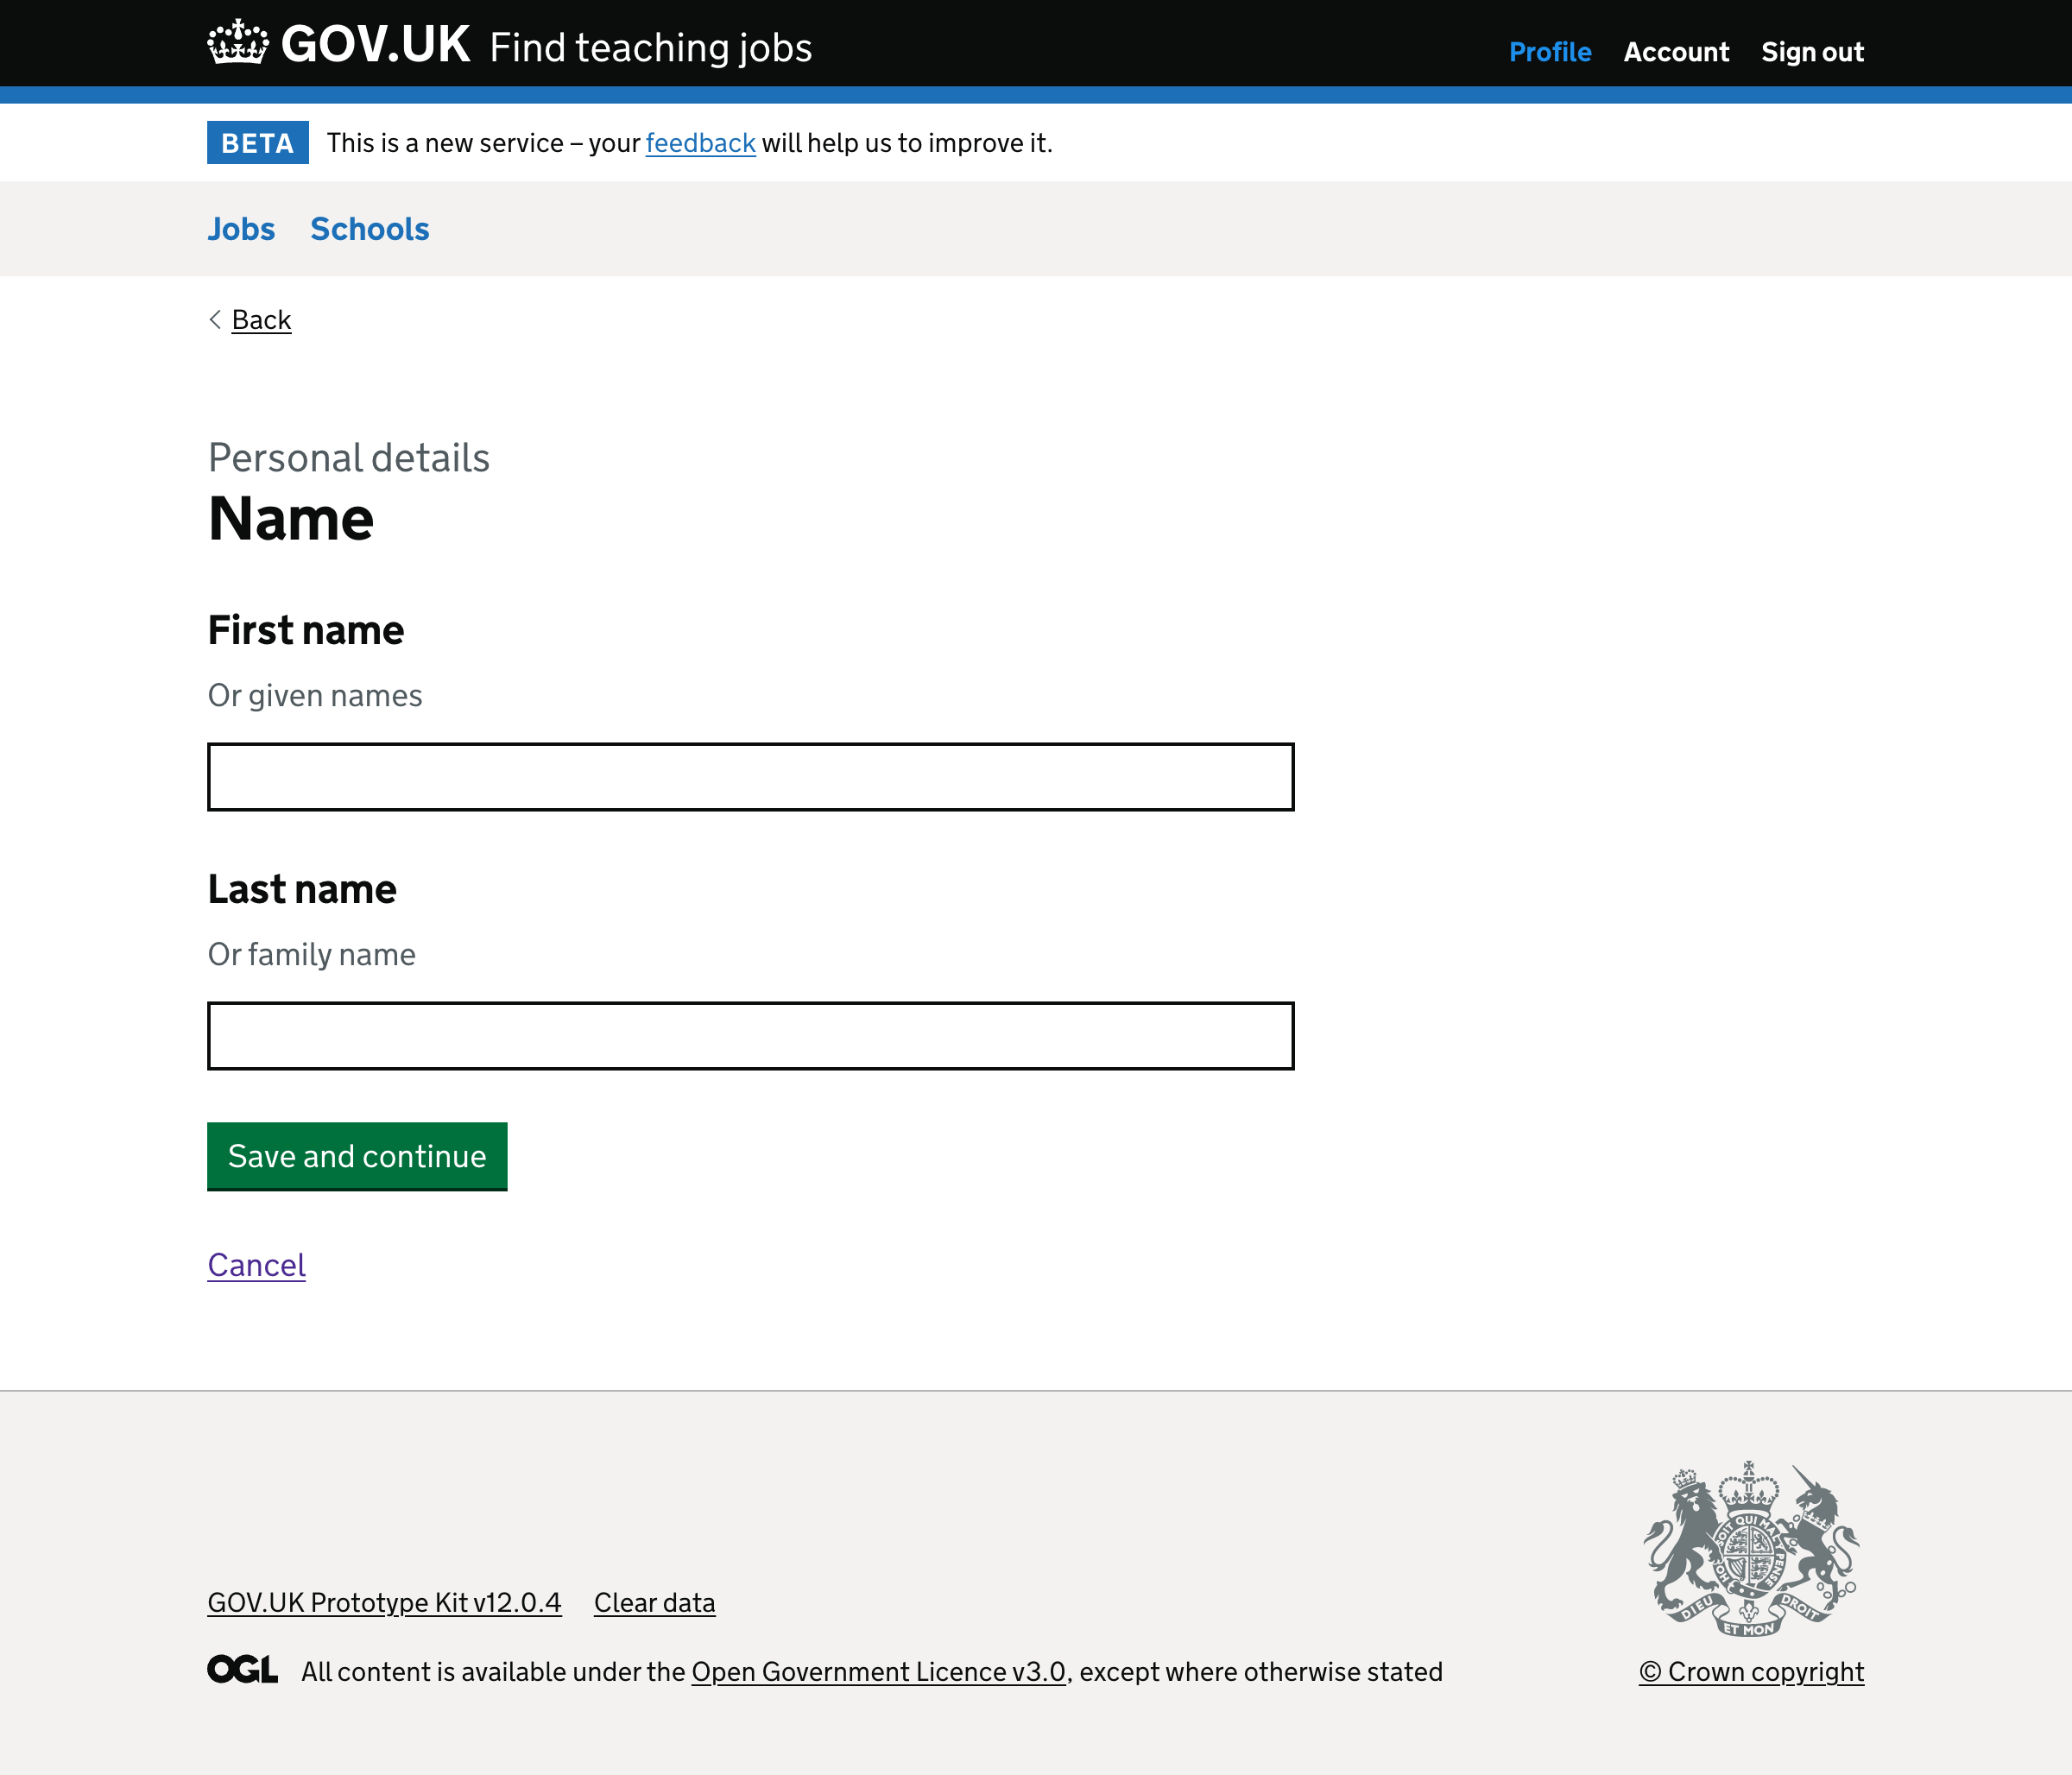 GOV.UK Find teaching jobs
Profile Account Sign out
BETA This is a new service – your feedback will help us to improve it.
Jobs Schools
Back
Personal details
Name
First name
Or given names
Last name
Or family name
Save and continue
Cancel
GOV.UK Prototype Kit v12.0.4 Clear data
OGL All content is available under the Open Government Licence v3.0, except where otherwise stated
SOIT QUI MAL
PENSE
HO
DIEU
ET MON
DROIT
© Crown copyright